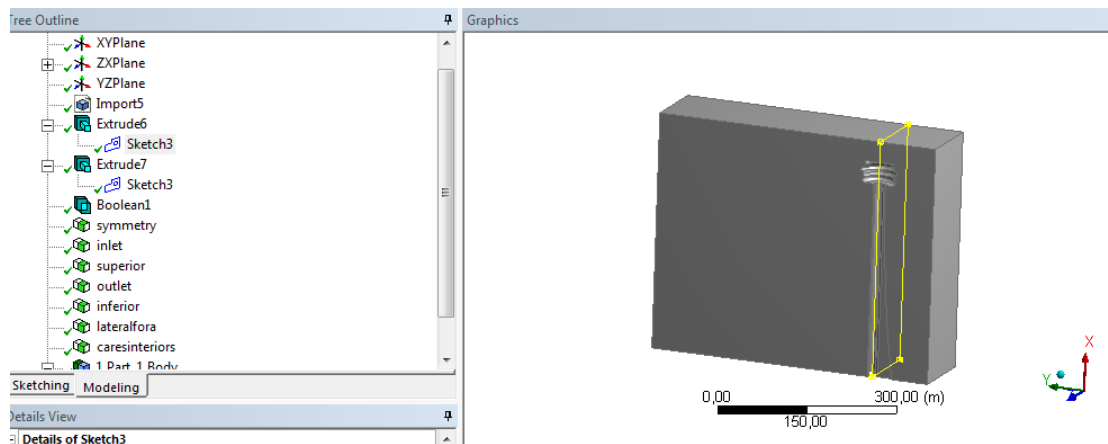 Tree Outline
Graphics
XYPlane
ZXPlane
YZPlane
Import5
Extrude6
Sketch3
Extrude7
Sketch3
Boolean1
symmetry
inlet
superior
outlet
inferior
lateralfora
caresinteriors
1 Part, 1 Body
Sketching Modeling
Details View
Details of Sketch3
0,00 300,00 (m)
150,00
X
Y